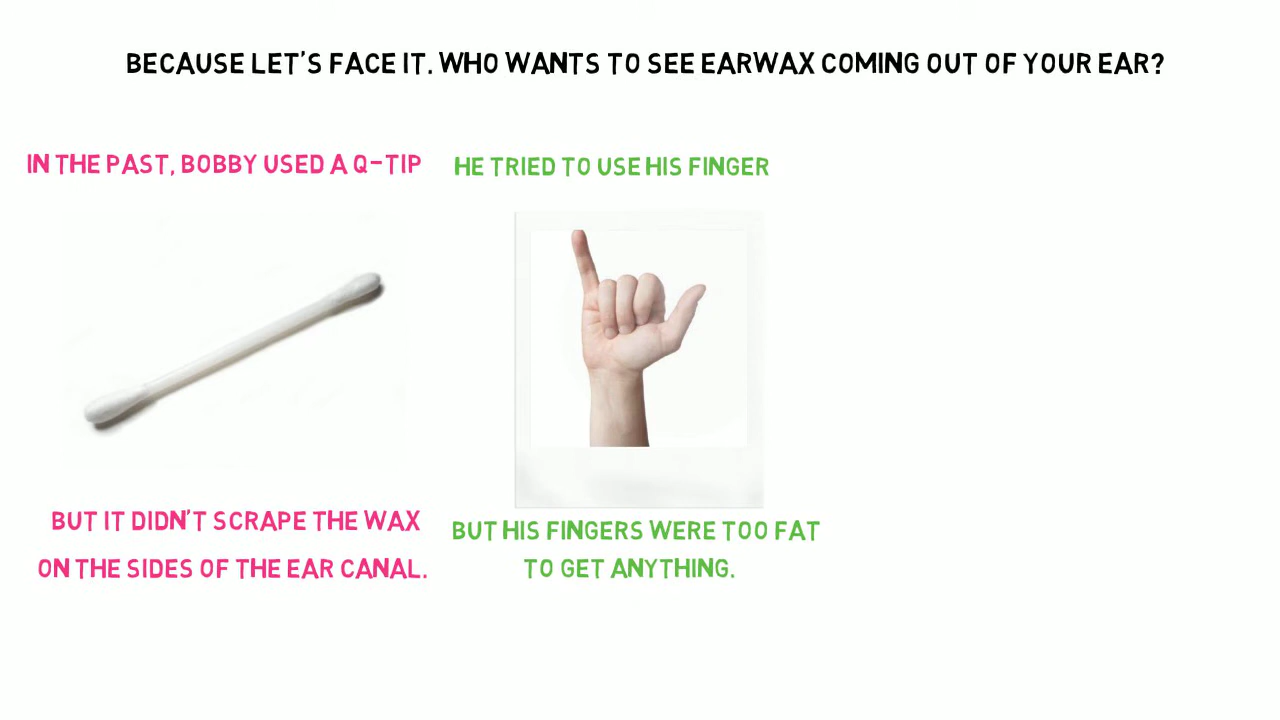 BECAUSE LET'S FACE IT. WHO WANTS TO SEE EARWAX COMING OUT OF YOUR EAR?
IN THE PAST, BOBBY USED A Q-TIP
BUT IT DIDN'T SCRAPE THE WAX
ON THE SIDES OF THE EAR CANAL.
HE TRIED TO USE HIS FINGER
BUT HIS FINGERS WERE TOO FAT
TO GET ANYTHING.